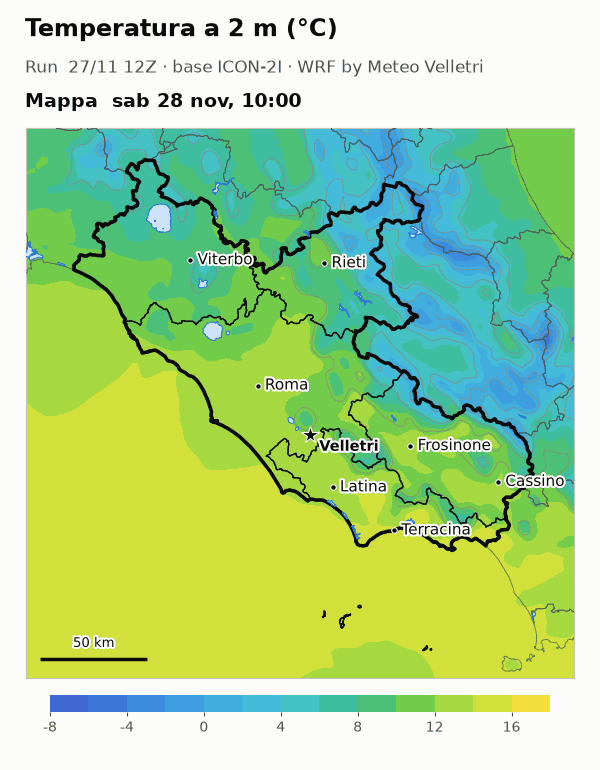 Temperatura a 2 m (°C)
Run  27/11 12Z · base ICON-2I · WRF by Meteo Velletri
Mappa  sab 28 nov, 10:00
Viterbo
Rieti
Roma
Velletri
Frosinone
Cassino
Latina
Terracina
50 km
-8 -4 0 4 8 12 16